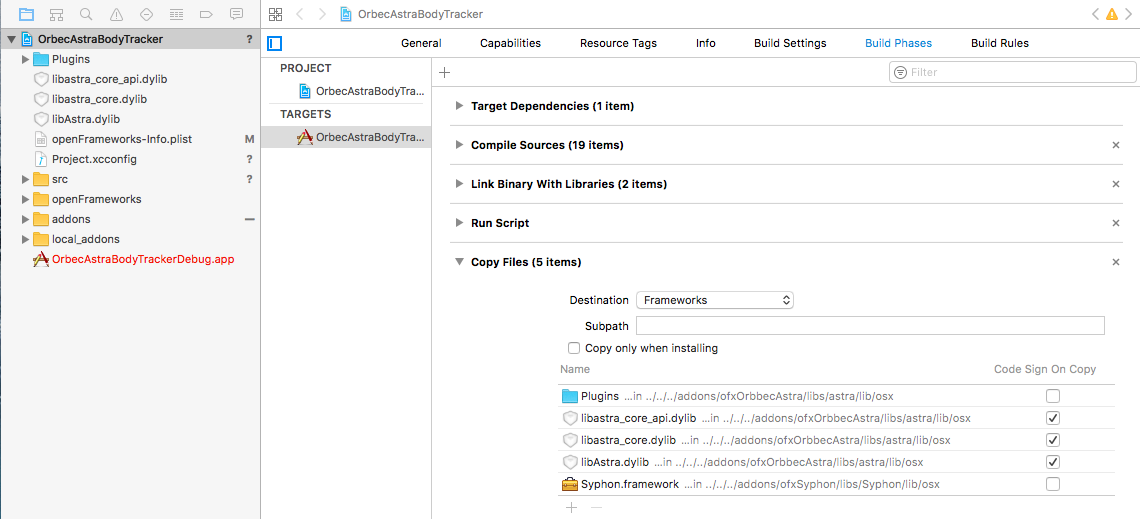 OrbecAstraBodyTracker
OrbecAstraBodyTracker ?
General Capabilities Resource Tags Info Build Settings Build Phases Build Rules
Plugins
PROJECT
Filter
libastra_core_api.dylib
OrbecAstraBodyTra...
libastra_core.dylib
Target Dependencies (1 item)
TARGETS
libAstra.dylib
OrbecAstraBodyTra...
openFrameworks-Info.plist M
Compile Sources (19 items)
Project.xcconfig ?
src ?
Link Binary With Libraries (2 items)
openFrameworks
addons
Run Script
local_addons
OrbecAstraBodyTrackerDebug.app
Copy Files (5 items)
Destination Frameworks
Subpath
Copy only when installing
Name Code Sign On Copy
Plugins ...in ../../../addons/ofxOrbbecAstra/libs/astra/lib/osx
libastra_core_api.dylib ...in ../../../addons/ofxOrbbecAstra/libs/astra/lib/osx
libastra_core.dylib ...in ../../../addons/ofxOrbbecAstra/libs/astra/lib/osx
libAstra.dylib ...in ../../../addons/ofxOrbbecAstra/libs/astra/lib/osx
Syphon.framework ...in ../../../addons/ofxSyphon/libs/Syphon/lib/osx